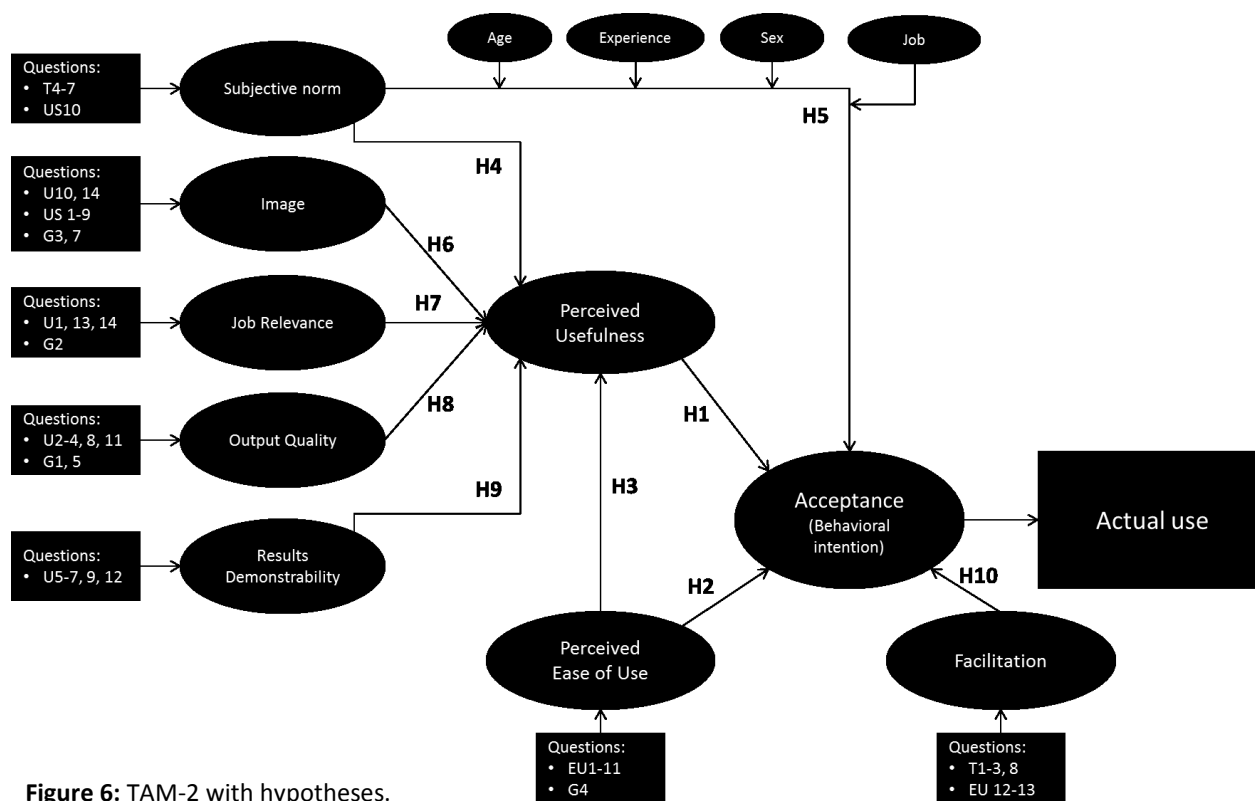 Age
Experience
Sex
Job
Questions:
• T4-7
• US10
Subjective norm
H5
H4
Questions:
• U10, 14
• US 1-9
• G3, 7
Image
H6
Questions:
• U1, 13, 14
• G2
Job Relevance
H7
Perceived
Usefulness
Questions:
• U2-4, 8, 11
• G1, 5
Output Quality
H8
H1
H9
H3
Acceptance
(Behavioral
intention)
Actual use
Questions:
• U5-7, 9, 12
Results
Demonstrability
H2
H10
Perceived
Ease of Use
Facilitation
Questions:
• EU1-11
• G4
Questions:
• T1-3, 8
• EU 12-13
Figure 6: TAM-2 with hypotheses.